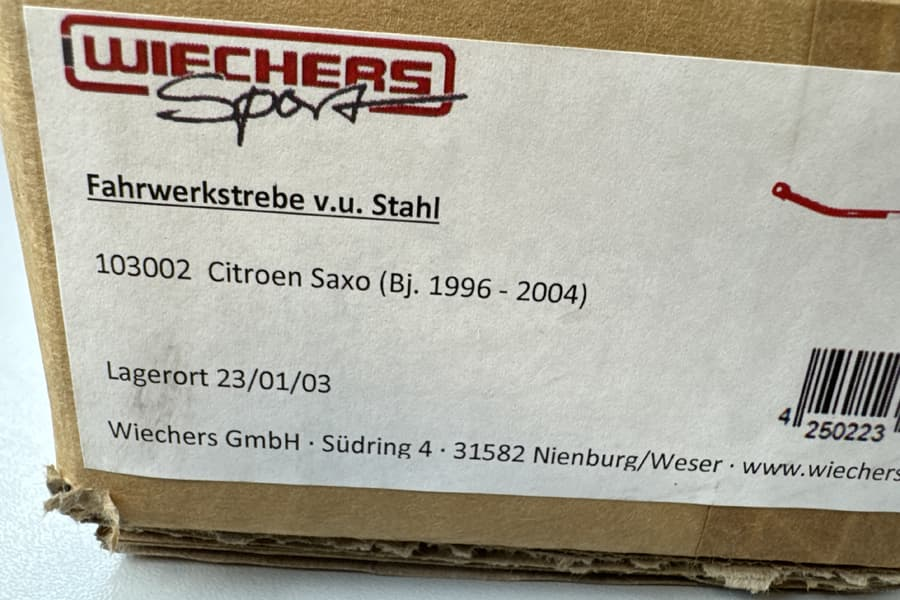 WIECHERS
Sport
Fahrwerkstrebe v.u. Stahl
103002 Citroen Saxo (Bj. 1996 - 2004)
Lagerort 23/01/03
4 250223
Wiechers GmbH · Südring 4 · 31582 Nienburg/Weser · www.wiechers